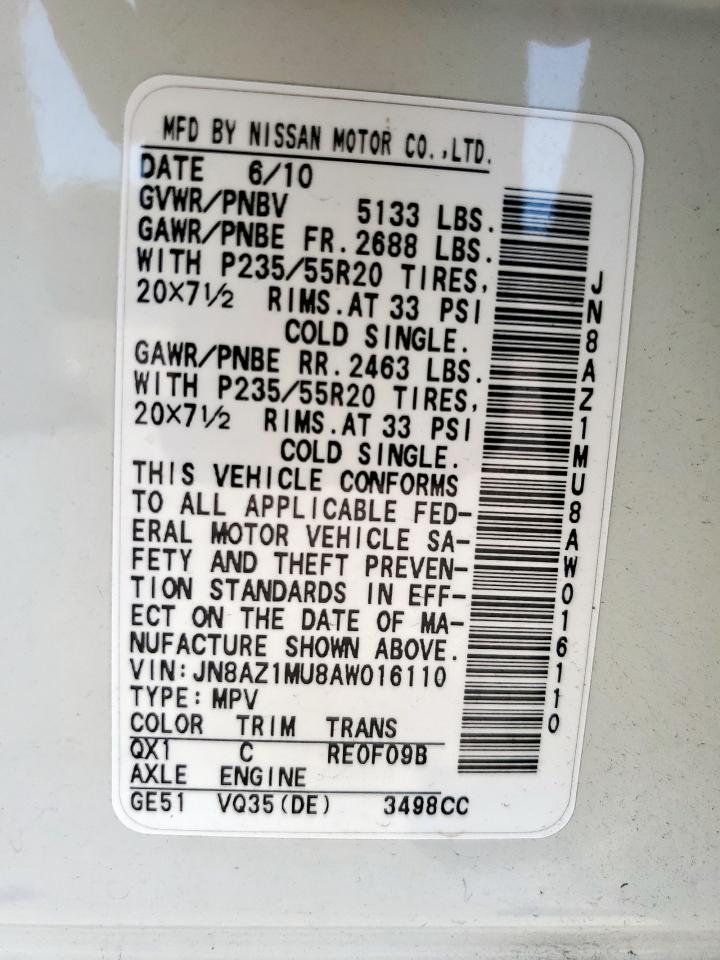 MFD BY NISSAN MOTOR CO.,LTD.
DATE 6/10
GVWR/PNBV 5133 LBS.
GAWR/PNBE FR.2688 LBS.
WITH P235/55R20 TIRES,
20X7½ RIMS.AT 33 PSI
COLD SINGLE.
GAWR/PNBE RR.2463 LBS.
WITH P235/55R20 TIRES,
20X7½ RIMS.AT 33 PSI
COLD SINGLE.
THIS VEHICLE CONFORMS
TO ALL APPLICABLE FED-
ERAL MOTOR VEHICLE SA-
FETY AND THEFT PREVEN-
TION STANDARDS IN EFF-
ECT ON THE DATE OF MA-
NUFACTURE SHOWN ABOVE.
VIN:JN8AZ1MU8AW016110
TYPE:MPV
COLOR TRIM TRANS
QX1 C RE0F09B
AXLE ENGINE
GE51 VQ35(DE) 3498CC
JN8AZ1MU8AW016110